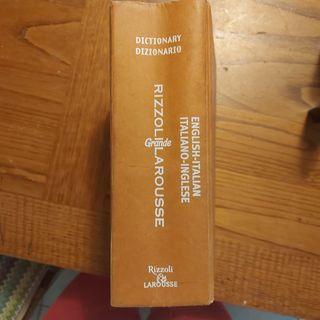 DICTIONARY
DIZIONARIO
RIZZOLI LAROUSSE
Grande
ENGLISH-ITALIAN
ITALIANO-INGLESE
Rizzoli
LAROUSSE